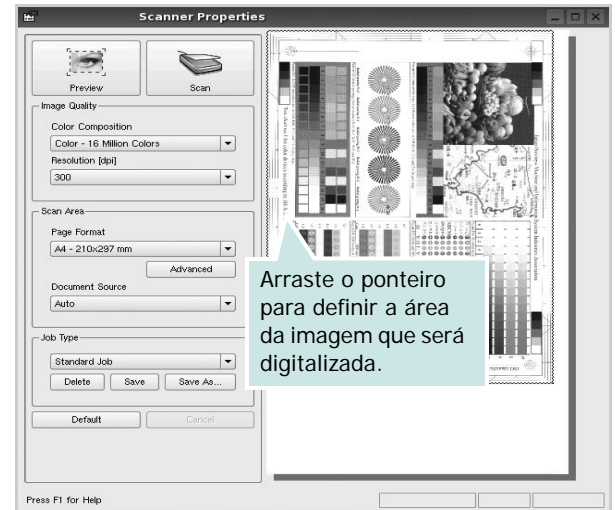 Scanner Properties
Preview
Scan
Image Quality
Color Composition
Color - 16 Million Colors
Resolution [dpi]
300
Scan Area
Page Format
A4 - 210x297 mm
Advanced
Document Source
Auto
Job Type
Standard Job
Delete
Save
Save As...
Default
Cancel
Arraste o ponteiro
para definir a área
da imagem que será
digitalizada.
Press F1 for Help